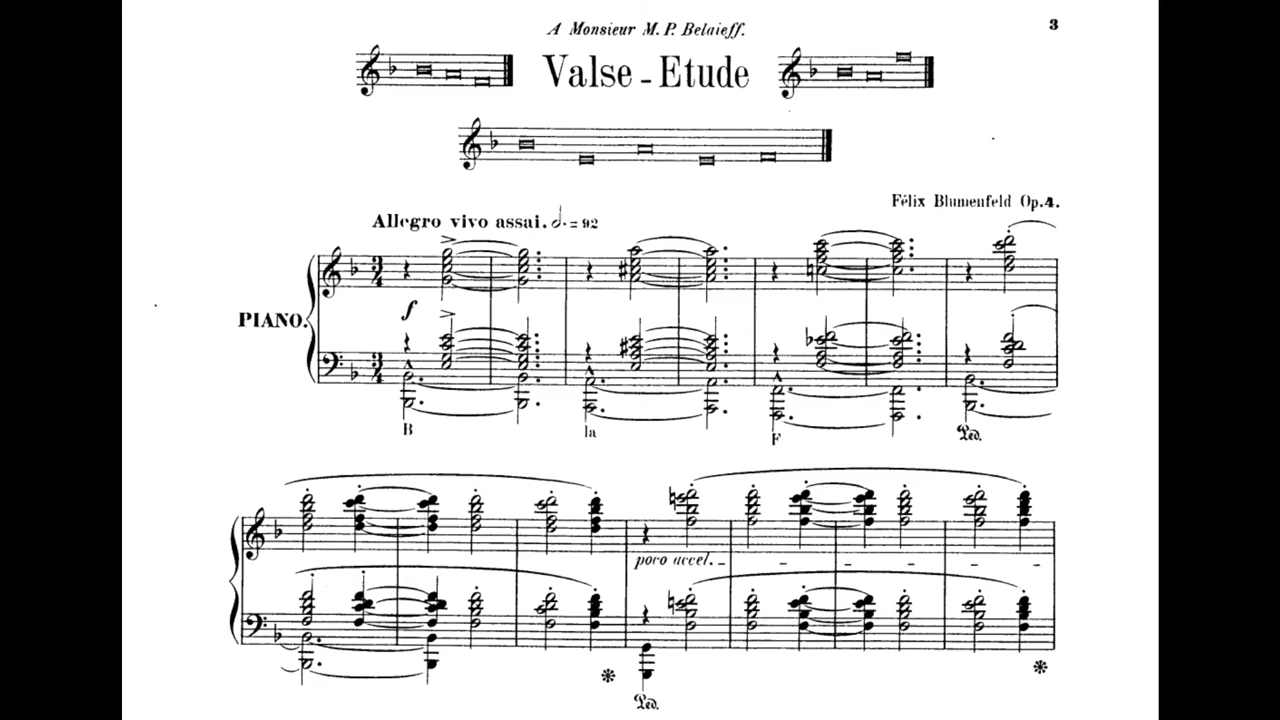 A Monsieur M. P. Belaieff.
3
Valse - Etude
Félix Blumenfeld Op. 4.
Allegro vivo assai. 𝅗𝅥. = 92
PIANO.
f
B la F Ped.
poco accel.
Ped.